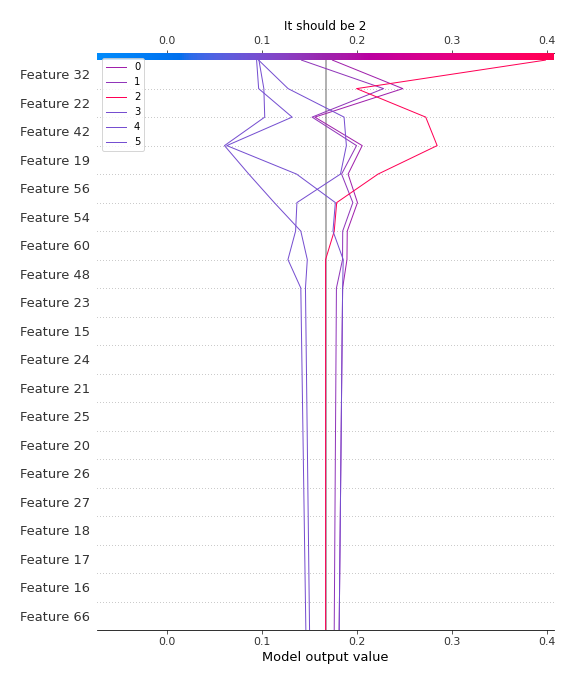 It should be 2
0.0 0.1 0.2 0.3 0.4
0
1
2
3
4
5
Feature 32
Feature 22
Feature 42
Feature 19
Feature 56
Feature 54
Feature 60
Feature 48
Feature 23
Feature 15
Feature 24
Feature 21
Feature 25
Feature 20
Feature 26
Feature 27
Feature 18
Feature 17
Feature 16
Feature 66
0.0 0.1 0.2 0.3 0.4
Model output value